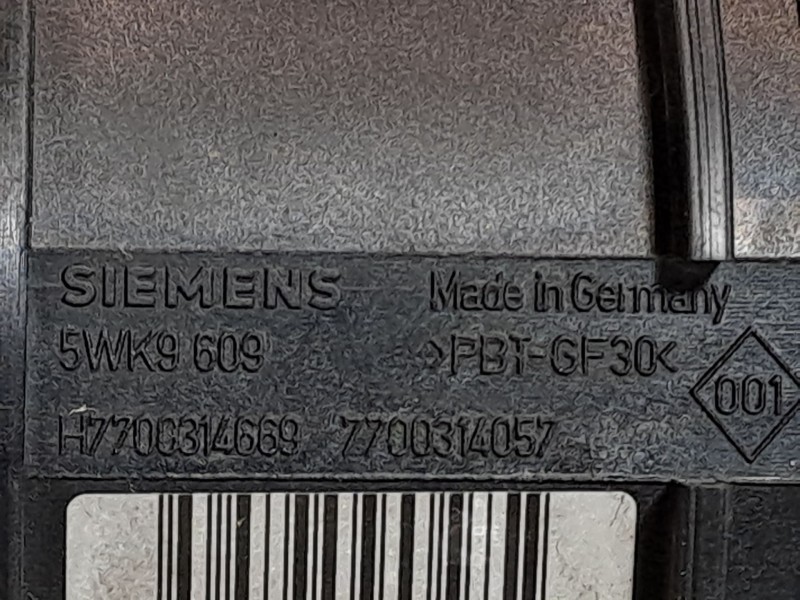 SIEMENS Made in Germany
5WK9 609 >PBT-GF30<
001
H7700314669 7700314057